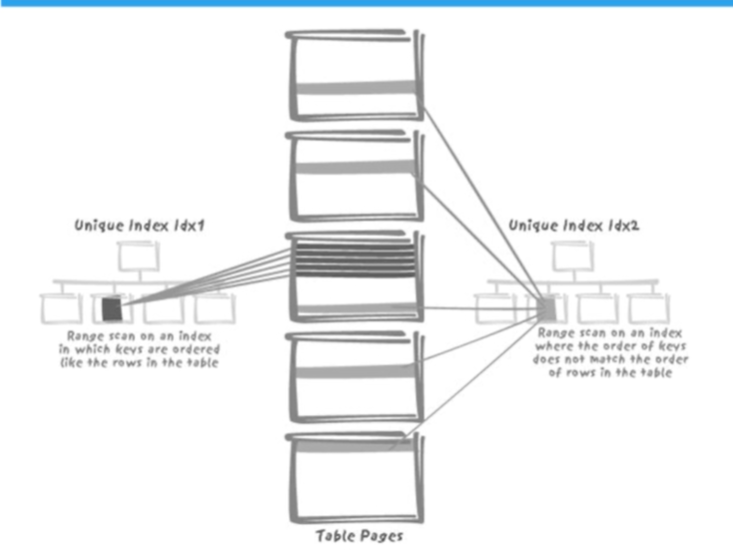 Unique Index Idx1
Range scan on an index
in which keys are ordered
like the rows in the table
Unique Index Idx2
Range scan on an index
where the order of keys
does not match the order
of rows in the table
Table Pages